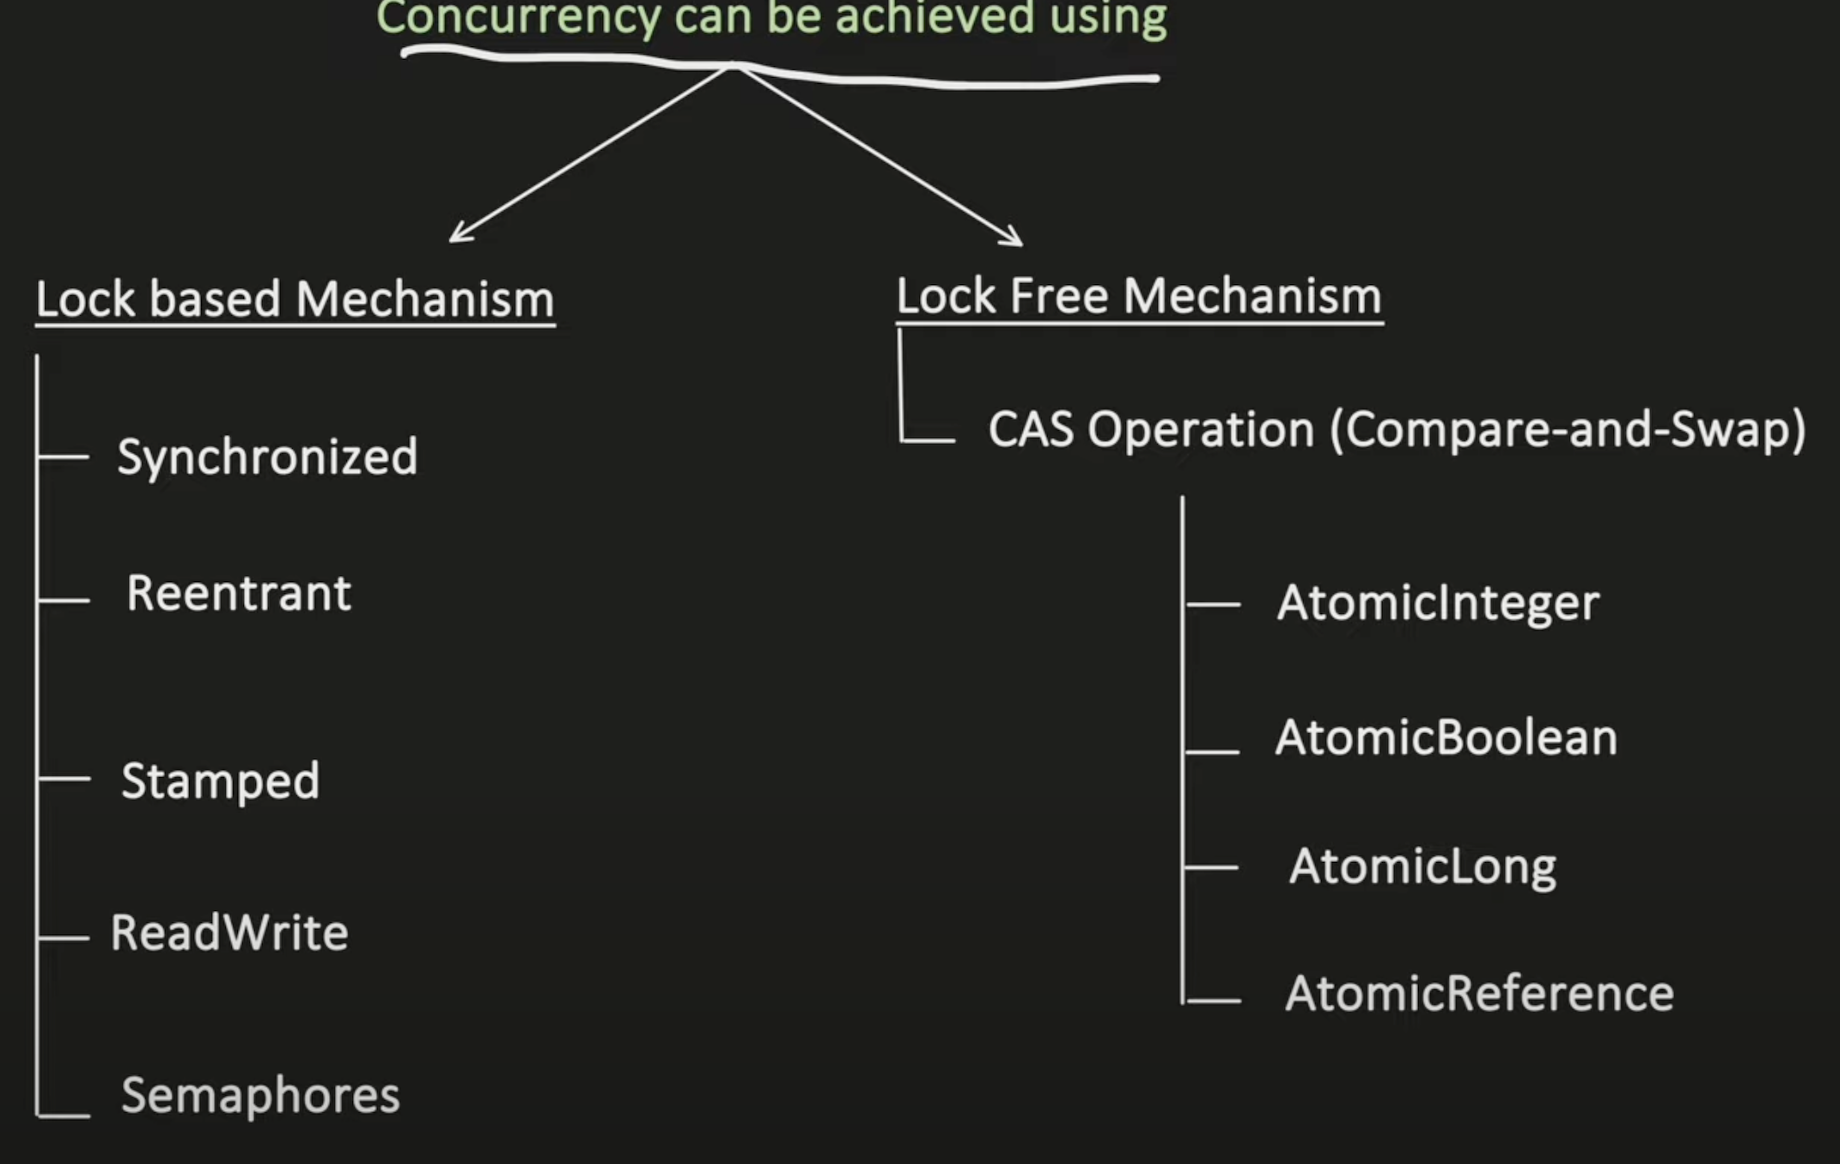 Concurrency can be achieved using
Lock based Mechanism
Synchronized
Reentrant
Stamped
ReadWrite
Semaphores
Lock Free Mechanism
CAS Operation (Compare-and-Swap)
AtomicInteger
AtomicBoolean
AtomicLong
AtomicReference